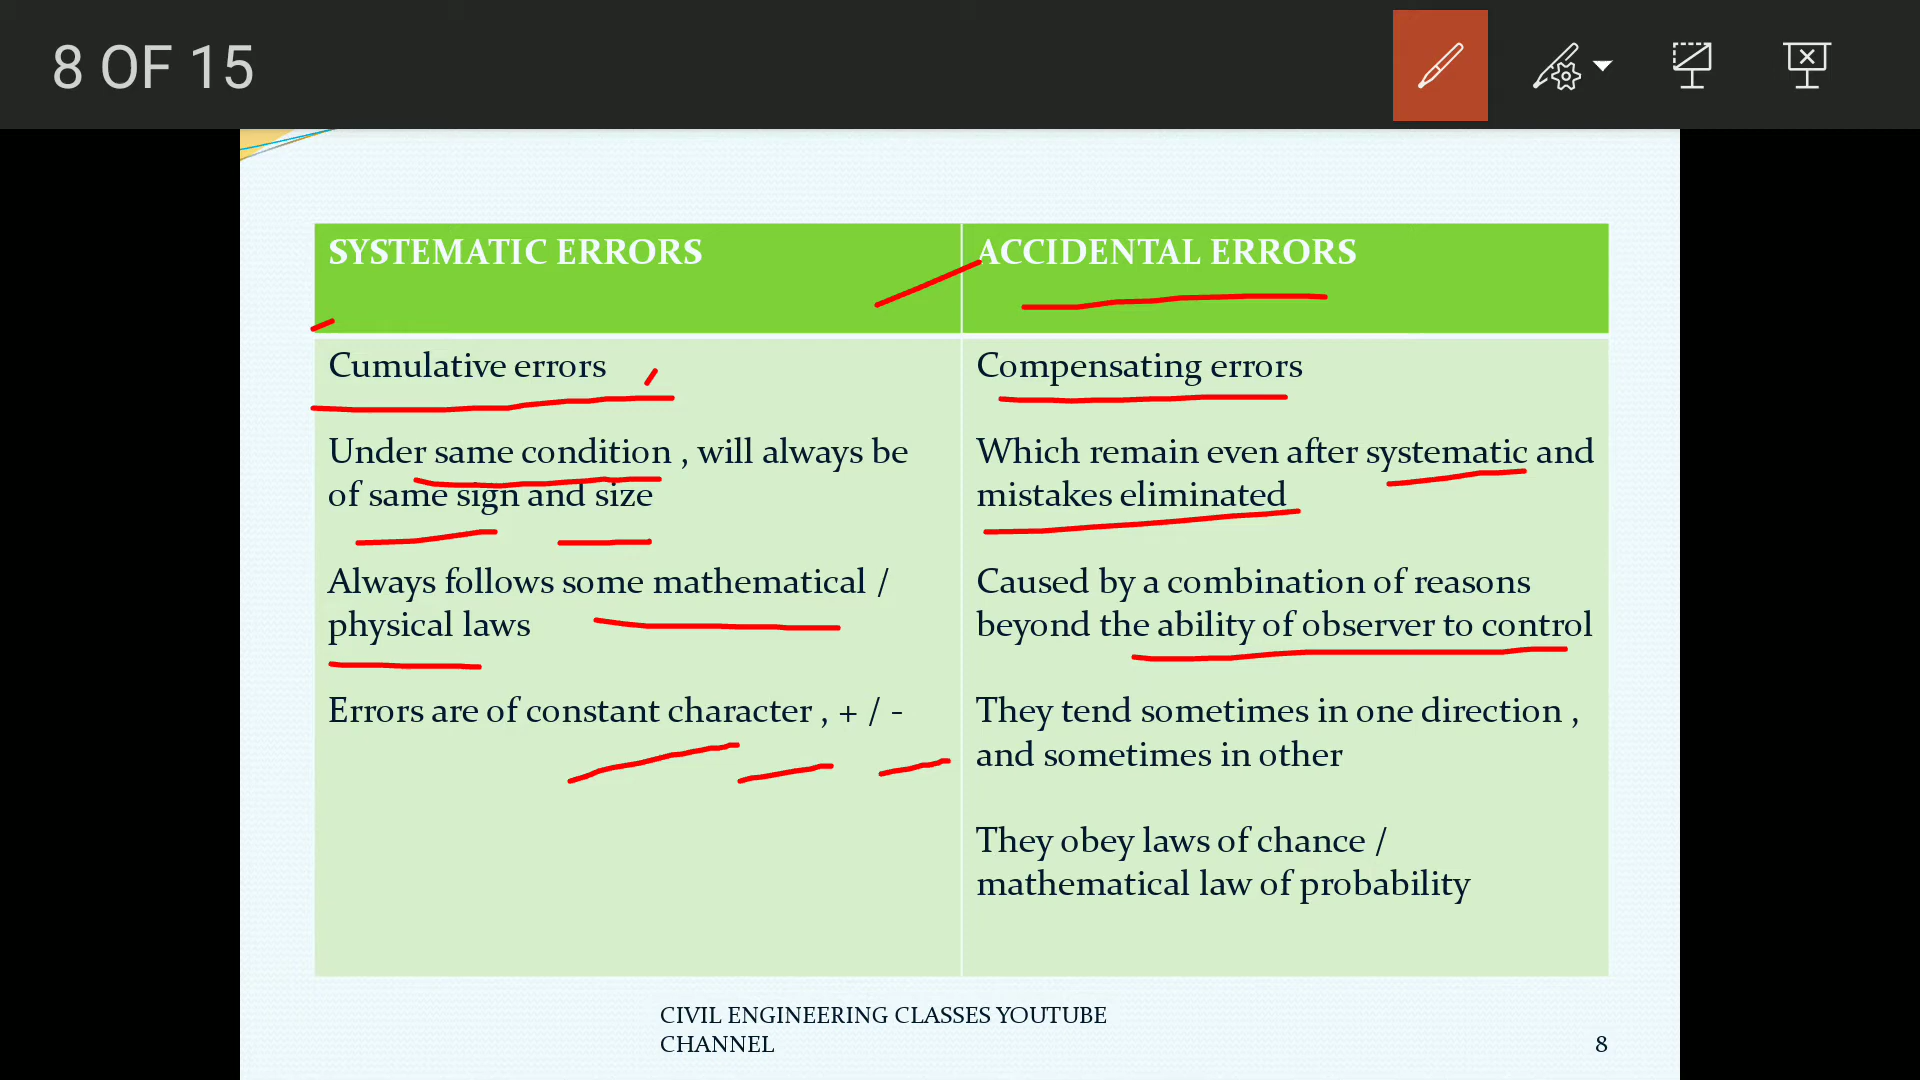 8 OF 15
SYSTEMATIC ERRORS
ACCIDENTAL ERRORS
Cumulative errors
Under same condition , will always be
of same sign and size
Always follows some mathematical /
physical laws
Errors are of constant character , + / -
Compensating errors
Which remain even after systematic and
mistakes eliminated
Caused by a combination of reasons
beyond the ability of observer to control
They tend sometimes in one direction ,
and sometimes in other
They obey laws of chance /
mathematical law of probability
CIVIL ENGINEERING CLASSES YOUTUBE
CHANNEL
8